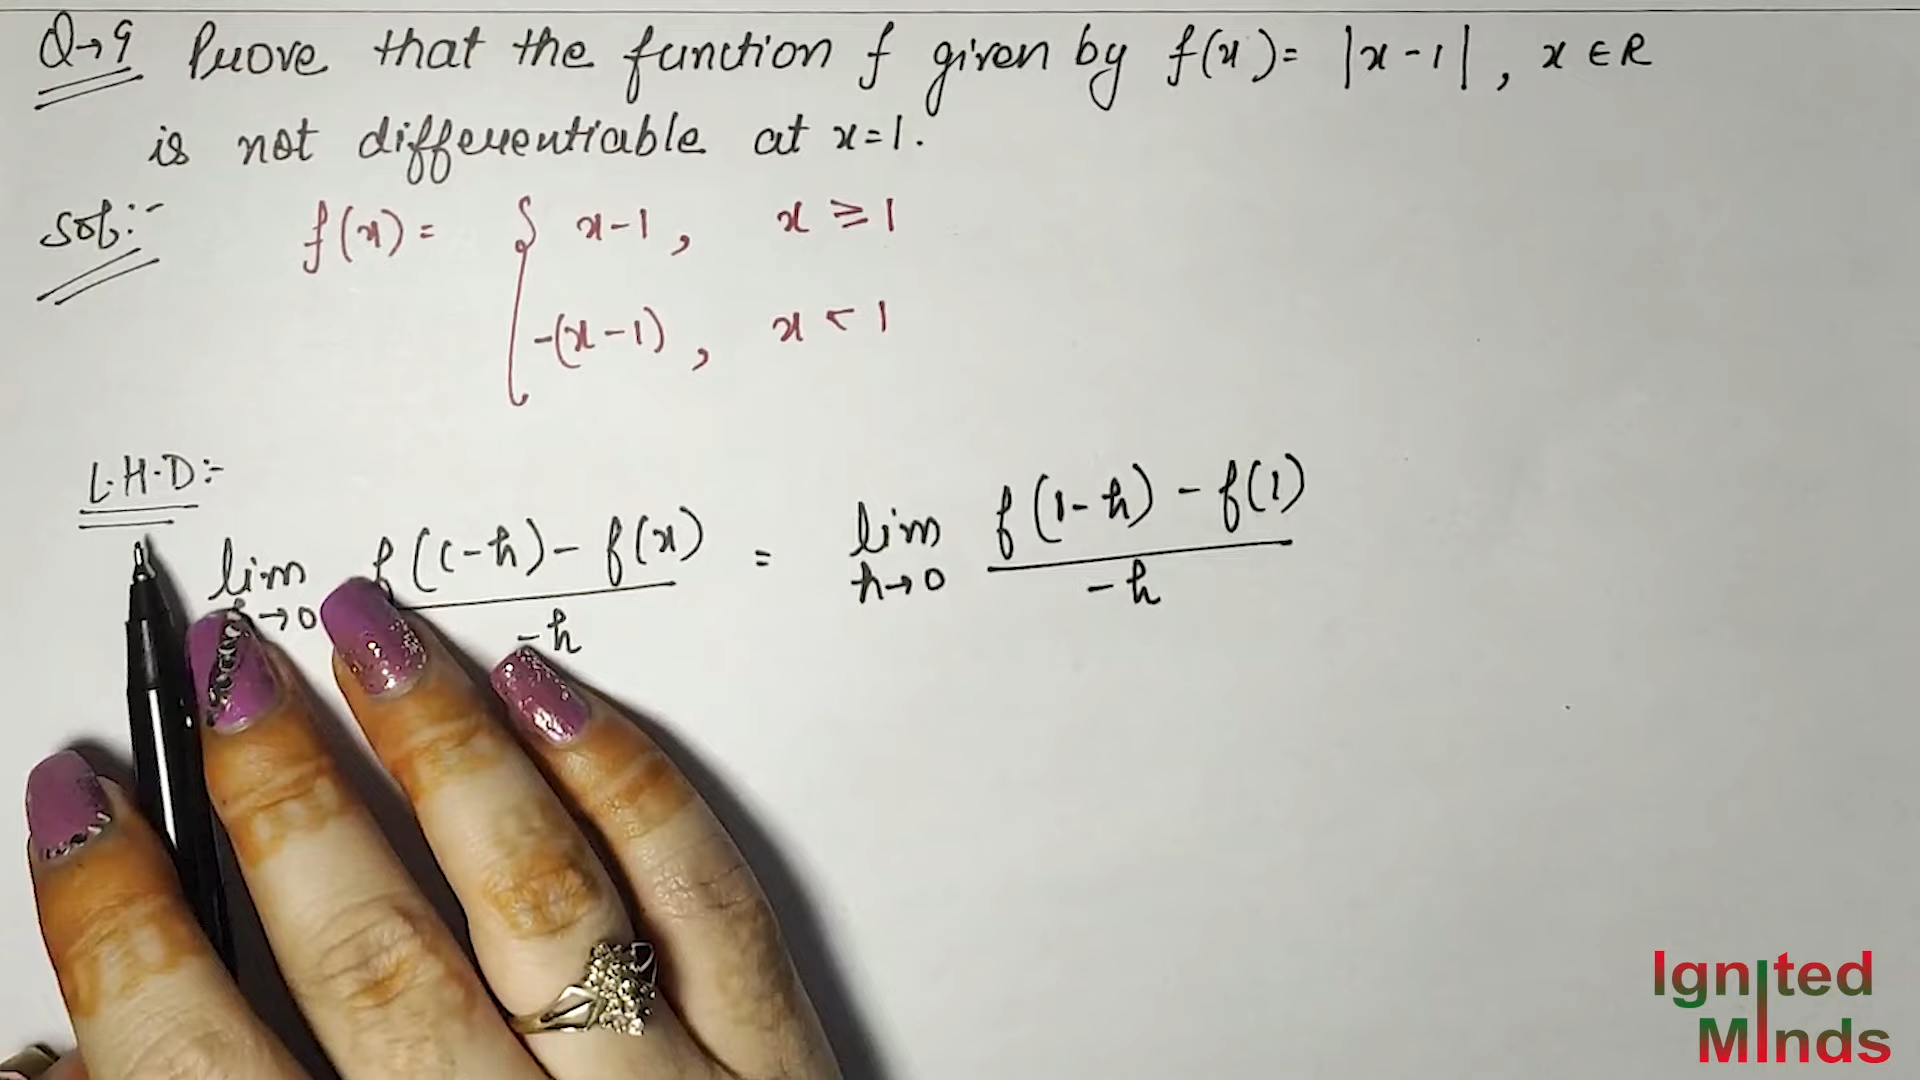 Q→9 Prove that the function f given by f(x)= |x-1|, x ∈ R
is not differentiable at x=1.
Sol:- f(x) = { x-1, x ≥ 1
-(x-1), x < 1
L.H.D:-
lim f(c-h) - f(x) = lim f(1-h) - f(1)
h→0 -h h→0 -h
Ignited
Minds